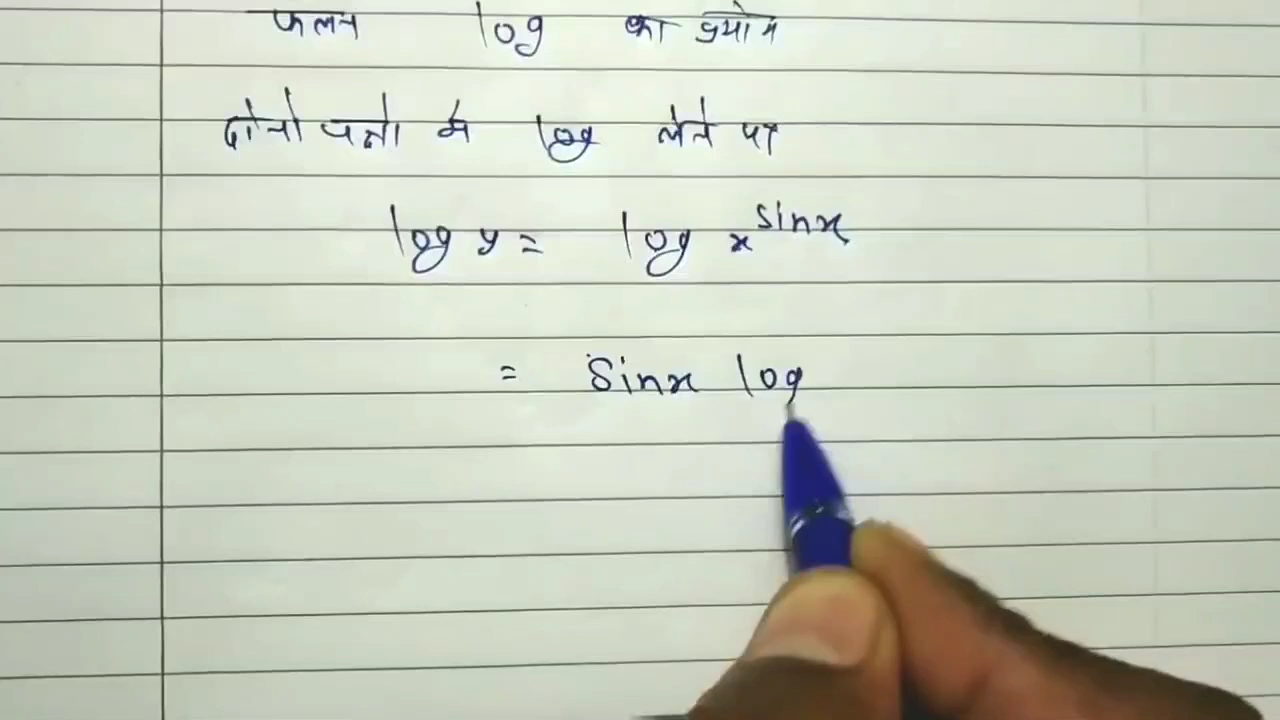 फलन log का प्रयोग
दोनो पक्षो मे log लेने पर
log y = log x^sinx
= Sinx log